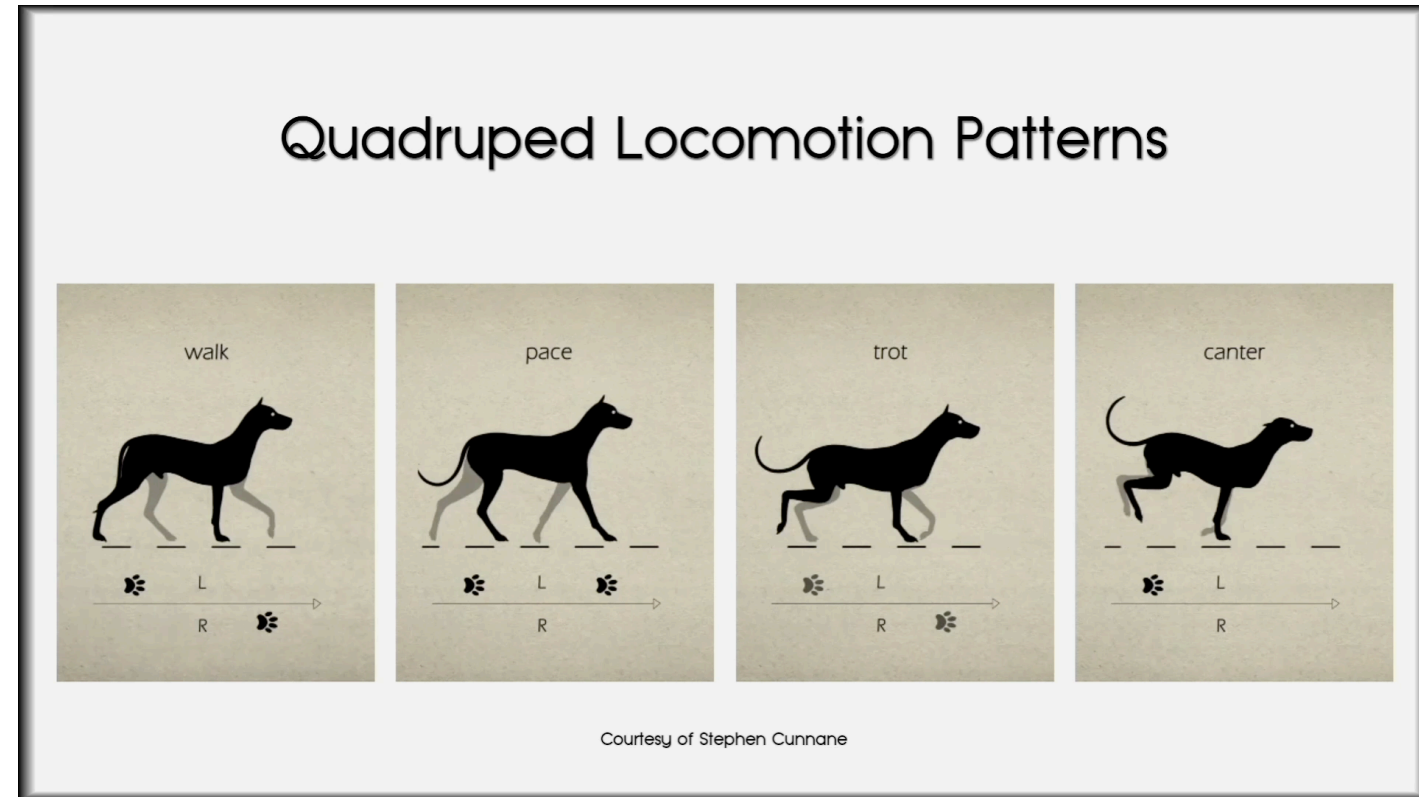 Quadruped Locomotion Patterns
walk
L
R
pace
L
R
trot
L
R
canter
L
R
Courtesy of Stephen Cunnane